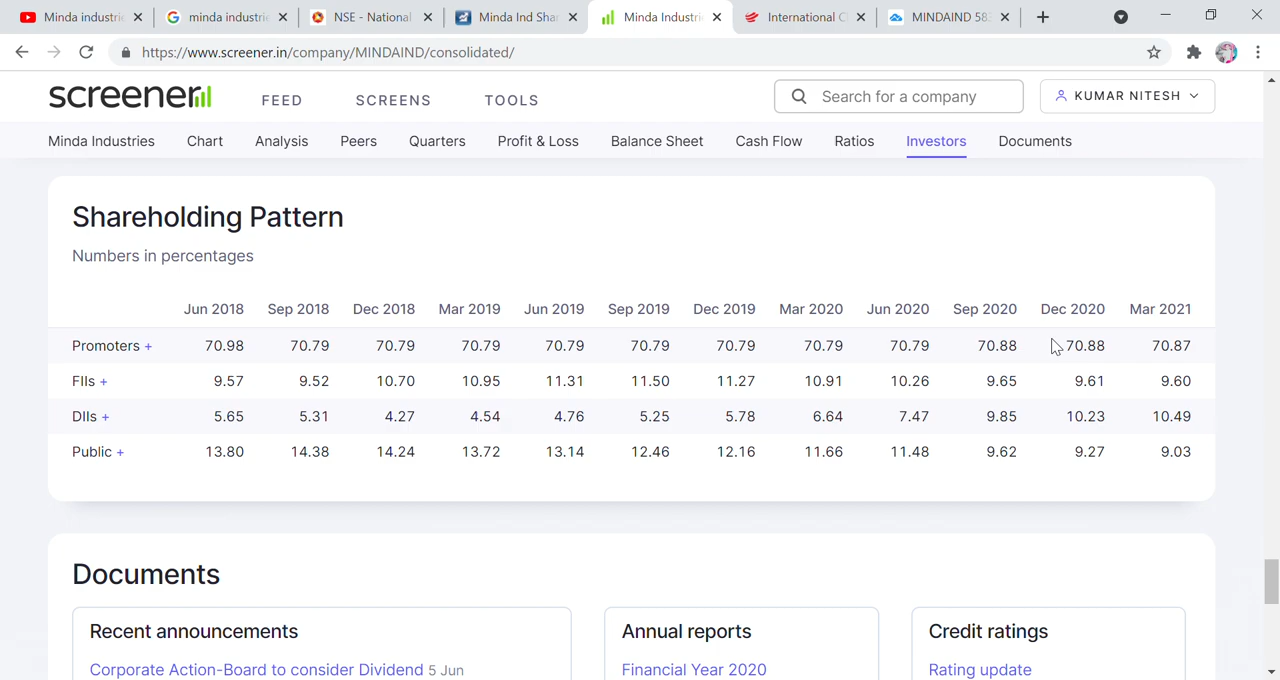 Minda industrie
minda industrie
NSE - National
Minda Ind Shar
Minda Industrie
International C
MINDAIND 583
https://www.screener.in/company/MINDAIND/consolidated/
screener
FEED
SCREENS
TOOLS
Search for a company
KUMAR NITESH
Minda Industries Chart Analysis Peers Quarters Profit & Loss Balance Sheet Cash Flow Ratios Investors Documents
Shareholding Pattern
Numbers in percentages
Jun 2018 Sep 2018 Dec 2018 Mar 2019 Jun 2019 Sep 2019 Dec 2019 Mar 2020 Jun 2020 Sep 2020 Dec 2020 Mar 2021
Promoters + 70.98 70.79 70.79 70.79 70.79 70.79 70.79 70.79 70.79 70.88 70.88 70.87
FIIs + 9.57 9.52 10.70 10.95 11.31 11.50 11.27 10.91 10.26 9.65 9.61 9.60
DIIs + 5.65 5.31 4.27 4.54 4.76 5.25 5.78 6.64 7.47 9.85 10.23 10.49
Public + 13.80 14.38 14.24 13.72 13.14 12.46 12.16 11.66 11.48 9.62 9.27 9.03
Documents
Recent announcements
Corporate Action-Board to consider Dividend 5 Jun
Annual reports
Financial Year 2020
Credit ratings
Rating update